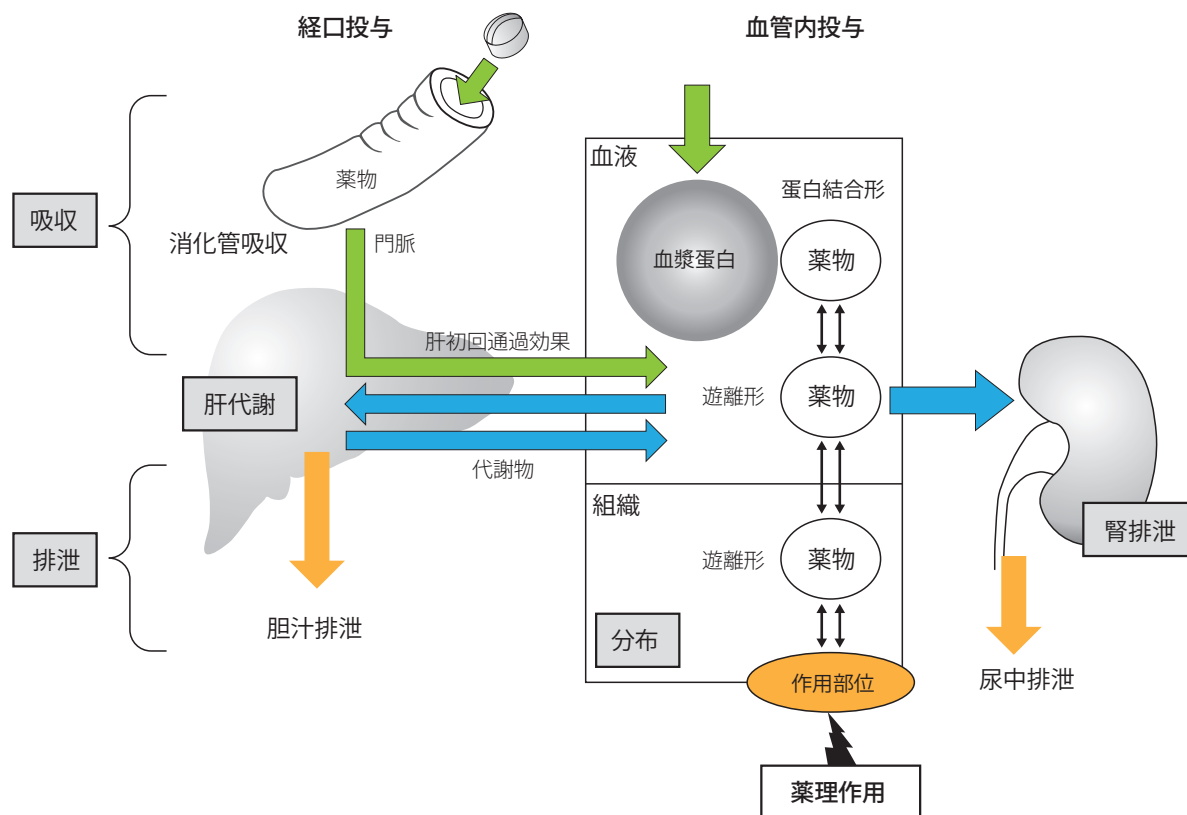 経口投与
血管内投与
血液
薬物
蛋白結合形
吸収
消化管吸収
門脈
血漿蛋白
薬物
肝初回通過効果
肝代謝
遊離形
薬物
代謝物
組織
腎排泄
排泄
遊離形
薬物
胆汁排泄
分布
作用部位
尿中排泄
薬理作用